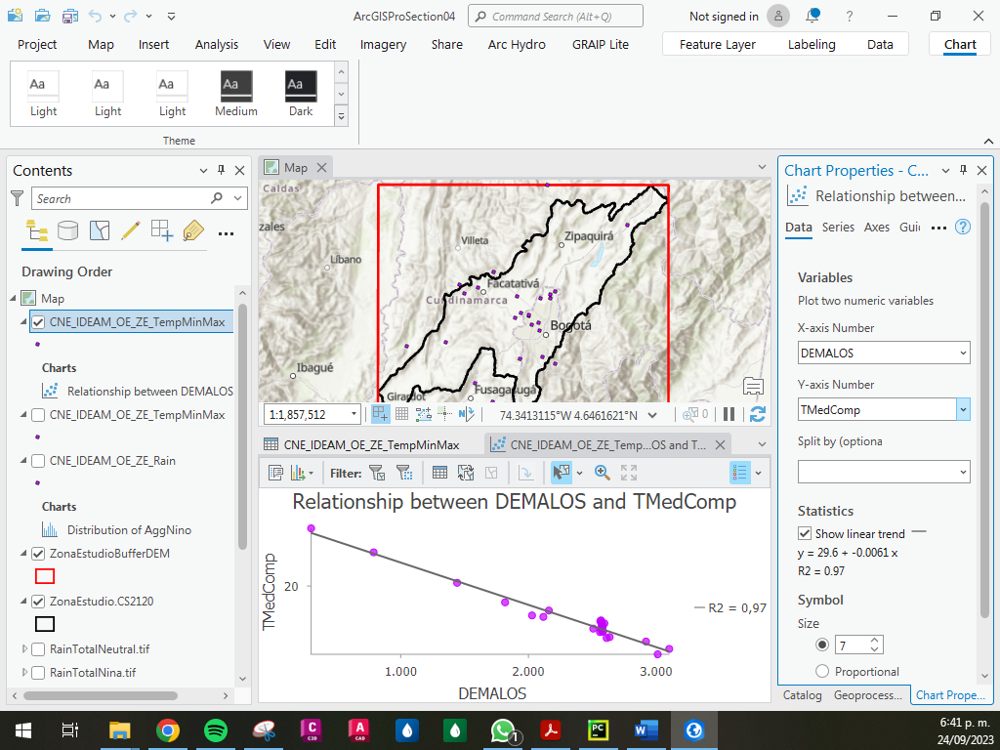 ArcGISProSection04
Command Search (Alt+Q)
Not signed in
?
Project Map Insert Analysis View Edit Imagery Share Arc Hydro GRAIP Lite Feature Layer Labeling Data Chart
Aa Aa Aa Aa Aa
Light Light Light Medium Dark
Theme
Contents
Search
Drawing Order
Map
CNE_IDEAM_OE_ZE_TempMinMax
Charts
Relationship between DEMALOS
CNE_IDEAM_OE_ZE_TempMinMax
CNE_IDEAM_OE_ZE_Rain
Charts
Distribution of AggNino
ZonaEstudioBufferDEM
ZonaEstudio.CS2120
RainTotalNeutral.tif
RainTotalNina.tif
Map
Caldas
zales
Villeta
Zipaquirá
Líbano
Facatativá
Cundinamarca
Bogotá
Ibagué
Girardot
Fusagasugá
1:1,857,512
74.3413115°W 4.6461621°N
0
CNE_IDEAM_OE_ZE_TempMinMax
CNE_IDEAM_OE_ZE_Temp...OS and T...
Filter:
Relationship between DEMALOS and TMedComp
TMedComp
20
R2 = 0,97
1.000 2.000 3.000
DEMALOS
Chart Properties - C...
Relationship between...
Data Series Axes Gui ... ?
Variables
Plot two numeric variables
X-axis Number
DEMALOS
Y-axis Number
TMedComp
Split by (optiona
Statistics
Show linear trend
y = 29.6 + -0.0061 x
R2 = 0.97
Symbol
Size
7
Proportional
Catalog Geoprocess... Chart Prope...
C
C3D
A
CAD
1
PC
W
6:41 p. m.
24/09/2023